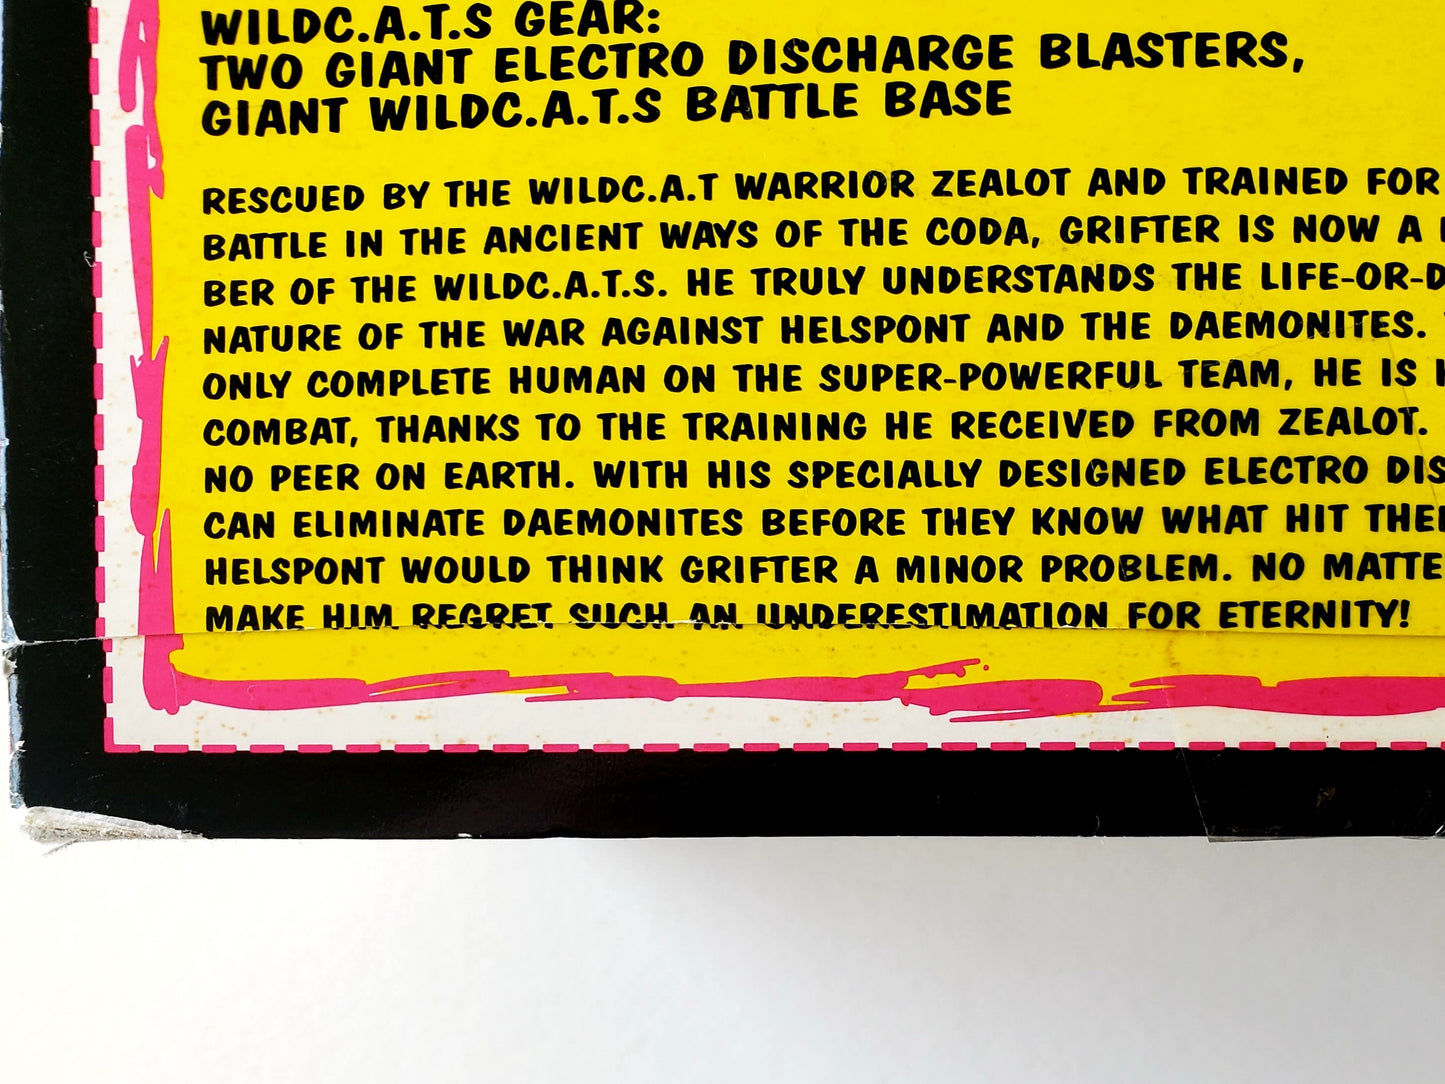 WILDC.A.T.S GEAR:
TWO GIANT ELECTRO DISCHARGE BLASTERS,
GIANT WILDC.A.T.S BATTLE BASE
RESCUED BY THE WILDC.A.T WARRIOR ZEALOT AND TRAINED FOR
BATTLE IN THE ANCIENT WAYS OF THE CODA, GRIFTER IS NOW A
BER OF THE WILDC.A.T.S. HE TRULY UNDERSTANDS THE LIFE-OR-D
NATURE OF THE WAR AGAINST HELSPONT AND THE DAEMONITES.
ONLY COMPLETE HUMAN ON THE SUPER-POWERFUL TEAM, HE IS
COMBAT, THANKS TO THE TRAINING HE RECEIVED FROM ZEALOT.
NO PEER ON EARTH. WITH HIS SPECIALLY DESIGNED ELECTRO DIS
CAN ELIMINATE DAEMONITES BEFORE THEY KNOW WHAT HIT THE
HELSPONT WOULD THINK GRIFTER A MINOR PROBLEM. NO MATTE
MAKE HIM REGRET SUCH AN UNDERESTIMATION FOR ETERNITY!